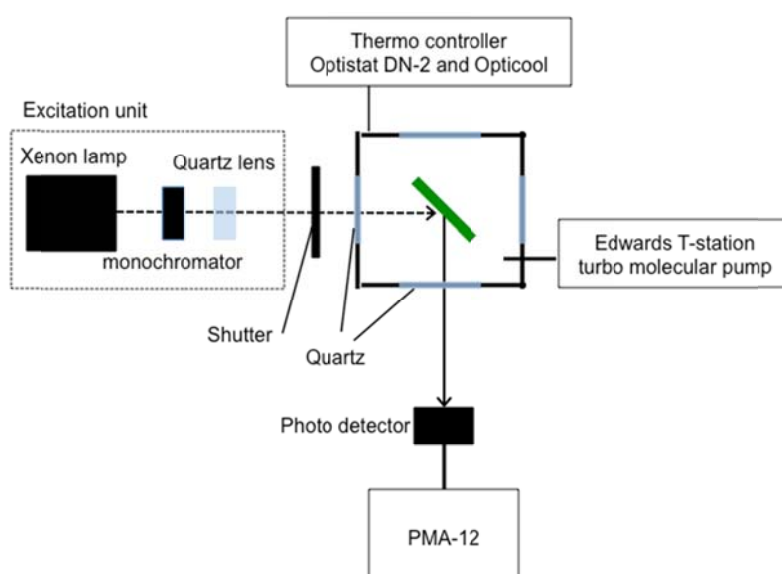 Thermo controller
Optistat DN-2 and Opticool
Excitation unit
Xenon lamp
Quartz lens
monochromator
Edwards T-station
turbo molecular pump
Shutter
Quartz
Photo detector
PMA-12